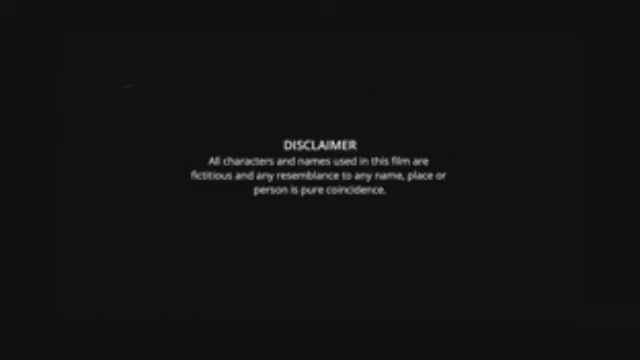 DISCLAIMER
All characters and names used in this film are
fictitious and any resemblance to any name, place or
person is pure coincidence.